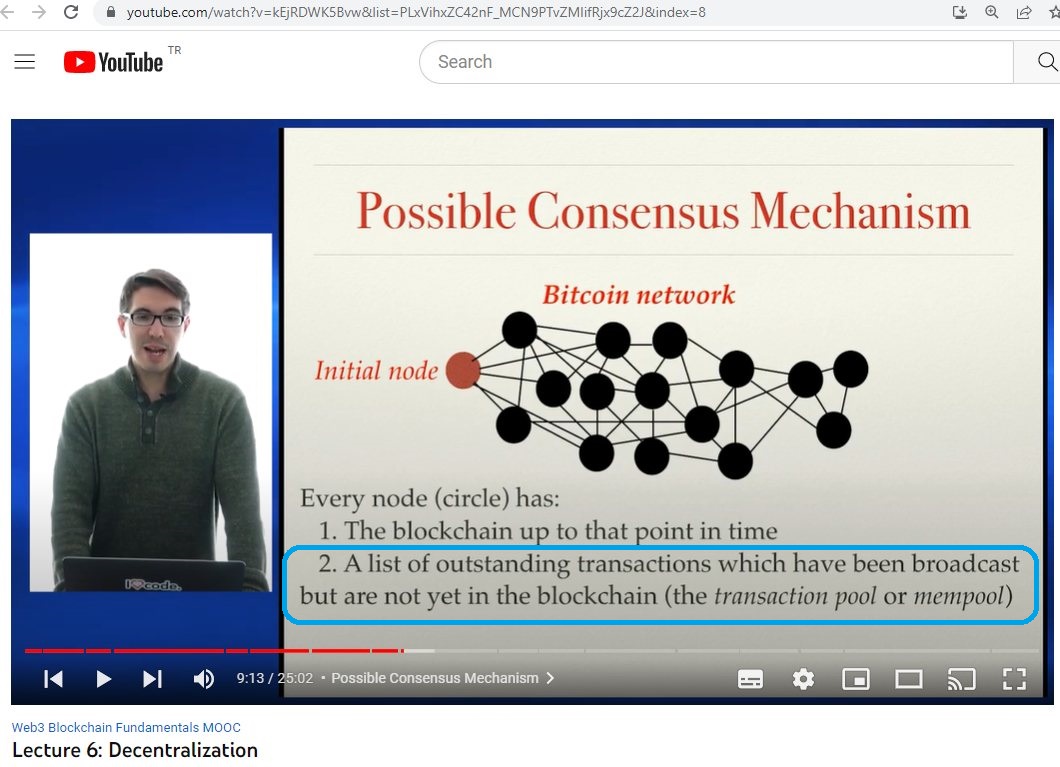 youtube.com/watch?v=kEjRDWK5Bvw&list=PLxVihxZC42nF_MCN9PTvZMIifRjx9cZ2J&index=8
YouTube TR
Search
Possible Consensus Mechanism
Bitcoin network
Initial node
Every node (circle) has:
1. The blockchain up to that point in time
2. A list of outstanding transactions which have been broadcast
but are not yet in the blockchain (the transaction pool or mempool)
I code.
9:13 / 25:02 • Possible Consensus Mechanism >
Web3 Blockchain Fundamentals MOOC
Lecture 6: Decentralization